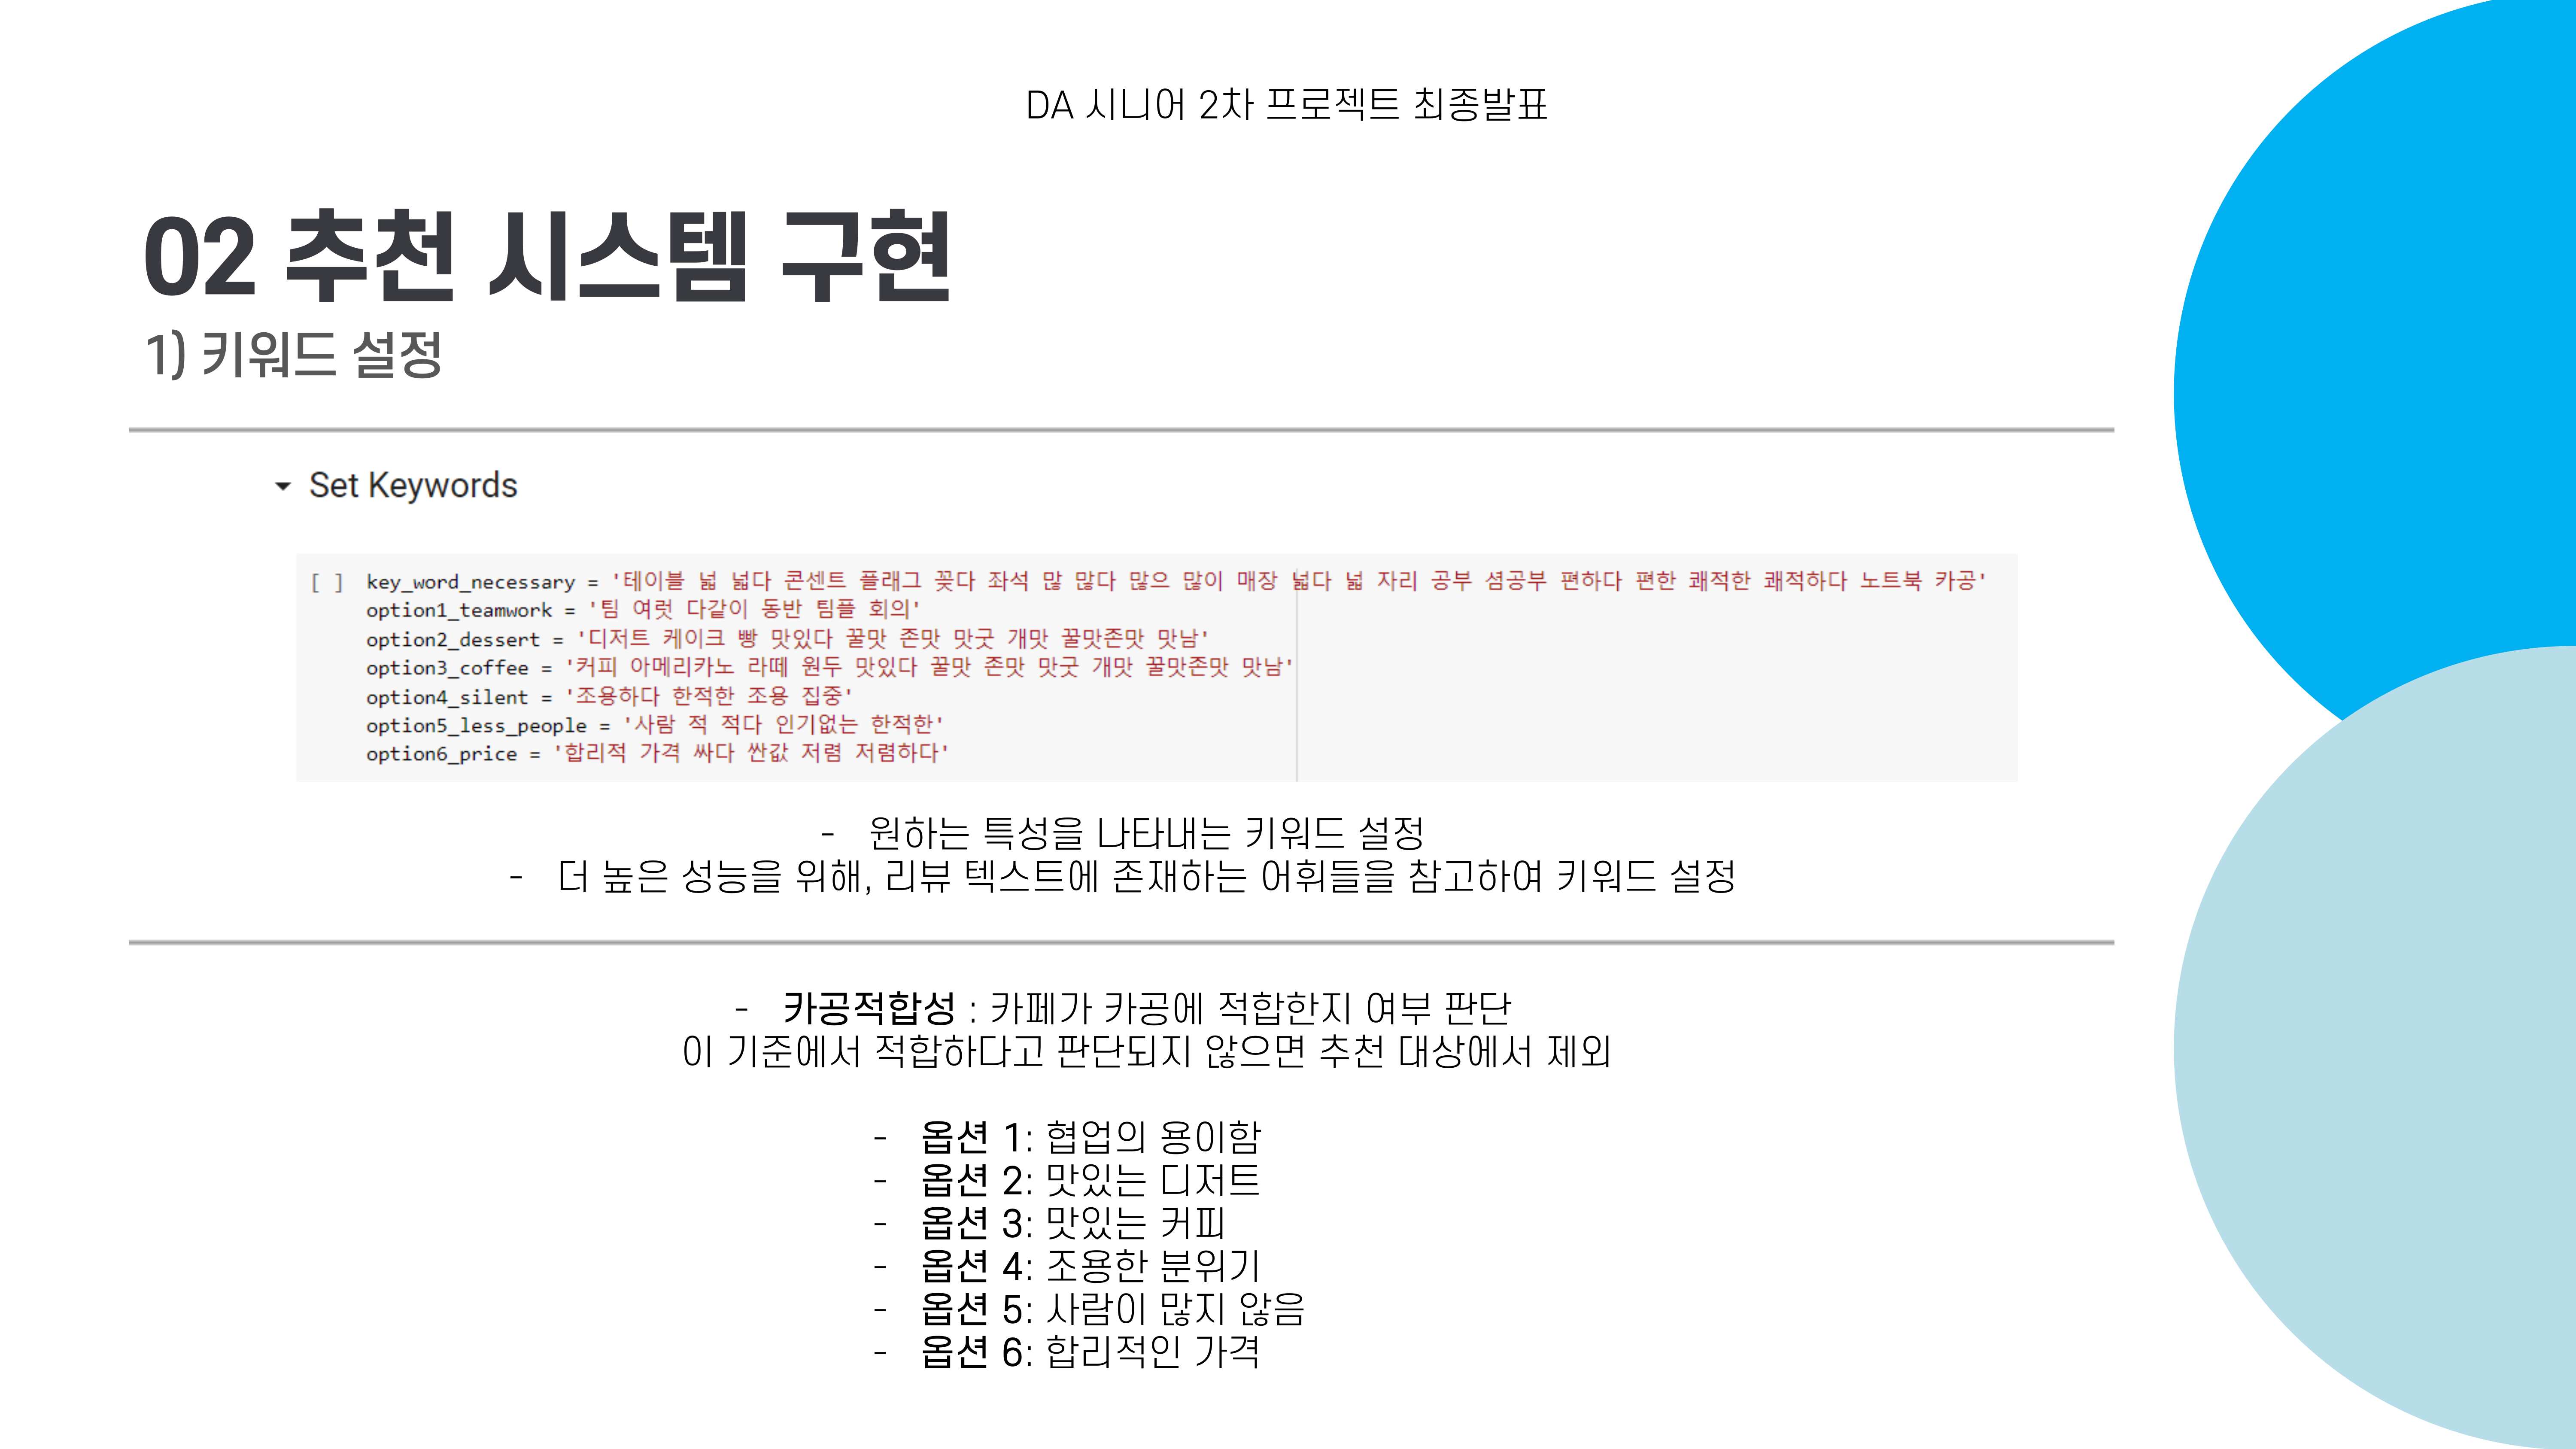 DA 시니어 2차 프로젝트 최종발표
02 추천 시스템 구현
1) 키워드 설정
Set Keywords
[ ] key_word_necessary = '테이블 넓 넓다 콘센트 플래그 꽂다 좌석 많 많다 많으 많이 매장 넓다 넓 자리 공부 셤공부 편하다 편한 쾌적한 쾌적하다 노트북 카공'
option1_teamwork = '팀 여럿 다같이 동반 팀플 회의'
option2_dessert = '디저트 케이크 빵 맛있다 꿀맛 존맛 맛굿 개맛 꿀맛존맛 맛남'
option3_coffee = '커피 아메리카노 라떼 원두 맛있다 꿀맛 존맛 맛굿 개맛 꿀맛존맛 맛남'
option4_silent = '조용하다 한적한 조용 집중'
option5_less_people = '사람 적 적다 인기없는 한적한'
option6_price = '합리적 가격 싸다 싼값 저렴 저렴하다'
- 원하는 특성을 나타내는 키워드 설정
- 더 높은 성능을 위해, 리뷰 텍스트에 존재하는 어휘들을 참고하여 키워드 설정
- 카공적합성 : 카페가 카공에 적합한지 여부 판단
이 기준에서 적합하다고 판단되지 않으면 추천 대상에서 제외
- 옵션 1: 협업의 용이함
- 옵션 2: 맛있는 디저트
- 옵션 3: 맛있는 커피
- 옵션 4: 조용한 분위기
- 옵션 5: 사람이 많지 않음
- 옵션 6: 합리적인 가격